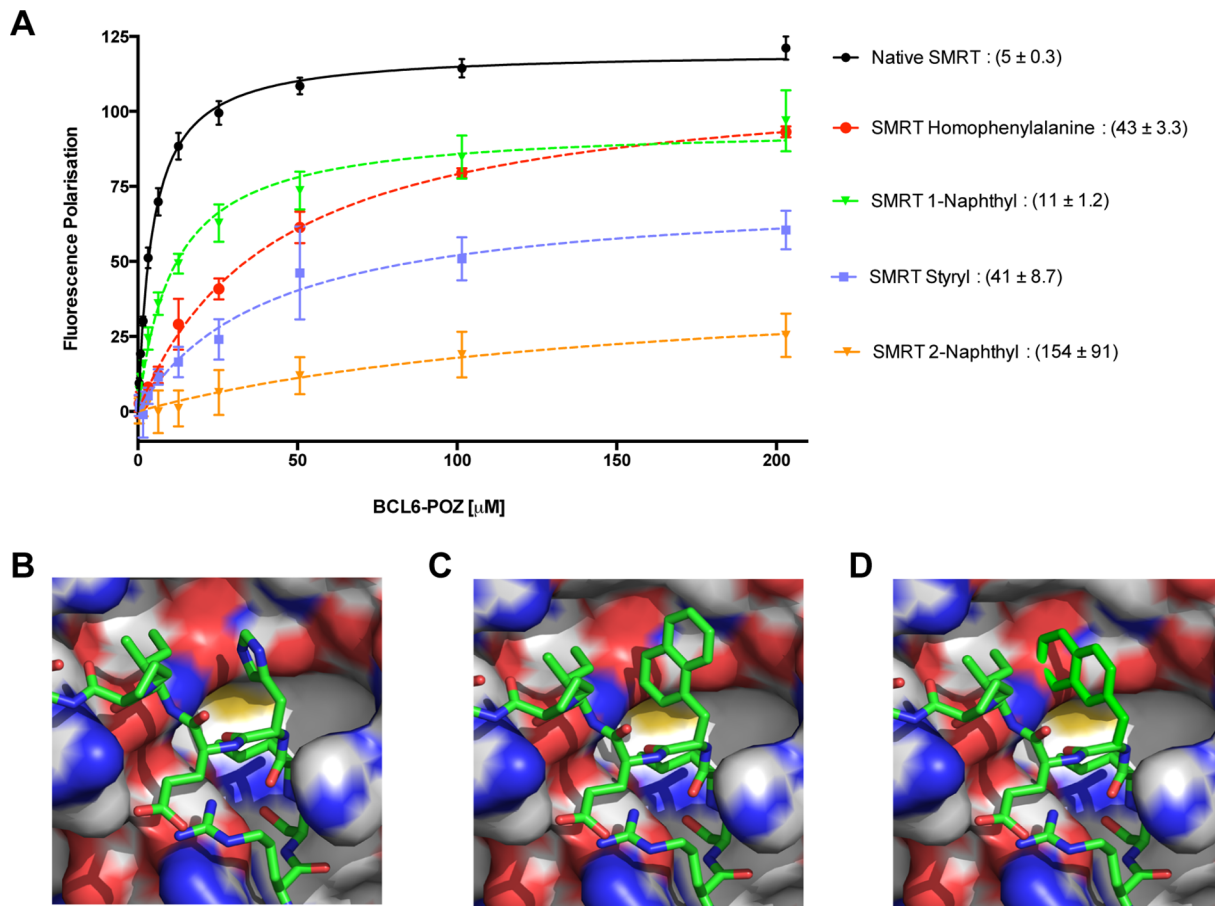 A
125
100
75
50
25
0
Fluorescence Polarisation
0 50 100 150 200
BCL6-POZ [μM]
Native SMRT : (5 ± 0.3)
SMRT Homophenylalanine : (43 ± 3.3)
SMRT 1-Naphthyl : (11 ± 1.2)
SMRT Styryl : (41 ± 8.7)
SMRT 2-Naphthyl : (154 ± 91)
B
C
D